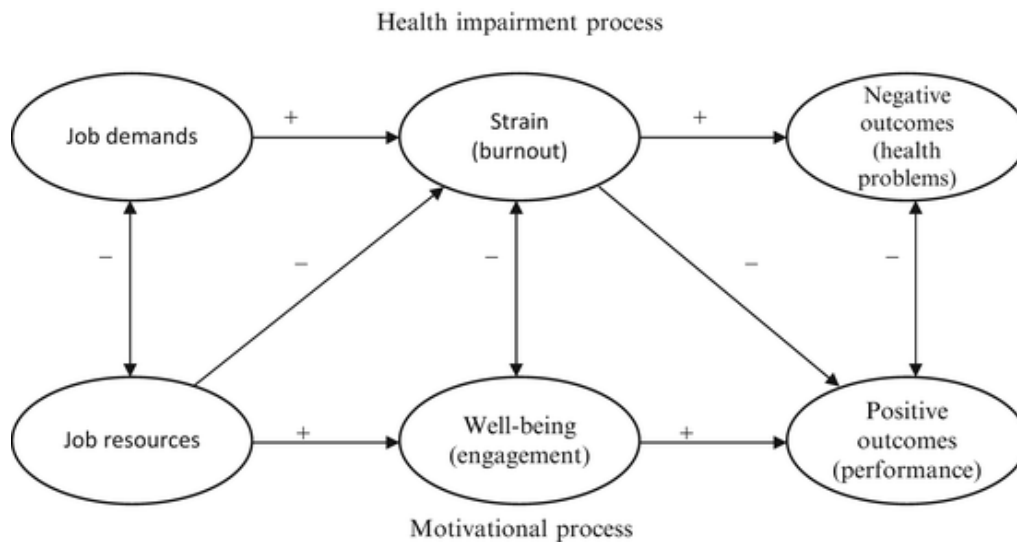 Health impairment process
Job demands
+
Strain
(burnout)
+
Negative
outcomes
(health
problems)
−
−
−
−
−
Job resources
+
Well-being
(engagement)
+
Positive
outcomes
(performance)
Motivational process